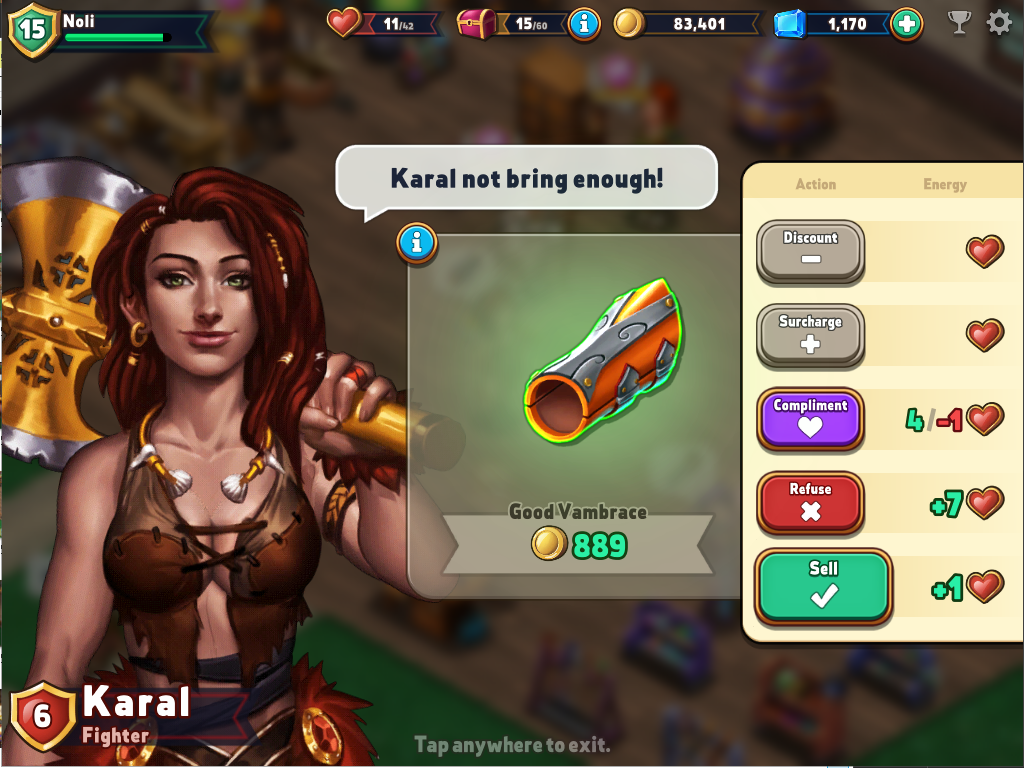 15
Noli
11/42
15/60
i
83,401
1,170
Karal not bring enough!
Action
Energy
i
Discount
Surcharge
Compliment
4/-1
Refuse
+7
Good Vambrace
889
Sell
+1
6
Karal
Fighter
Tap anywhere to exit.